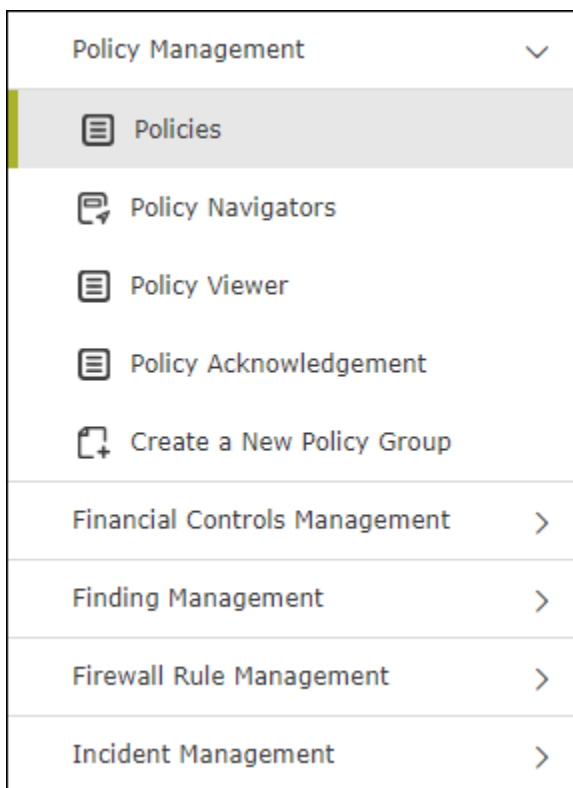 Policy Management
Policies
Policy Navigators
Policy Viewer
Policy Acknowledgement
Create a New Policy Group
Financial Controls Management
Finding Management
Firewall Rule Management
Incident Management